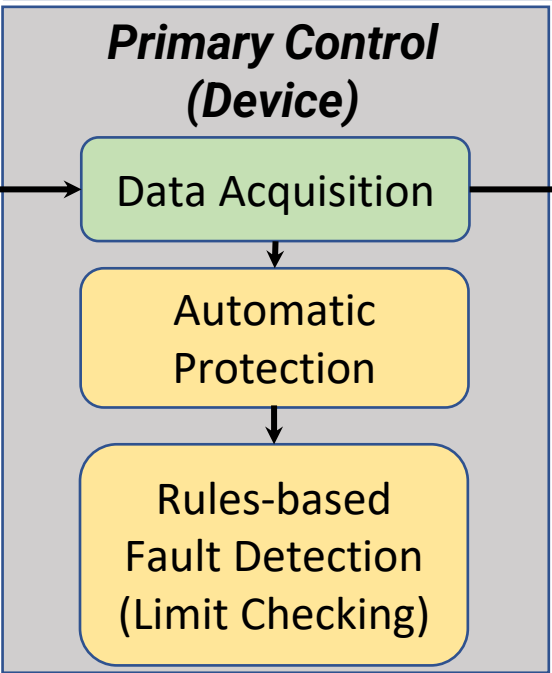 Primary Control
(Device)
Data Acquisition
Automatic
Protection
Rules-based
Fault Detection
(Limit Checking)